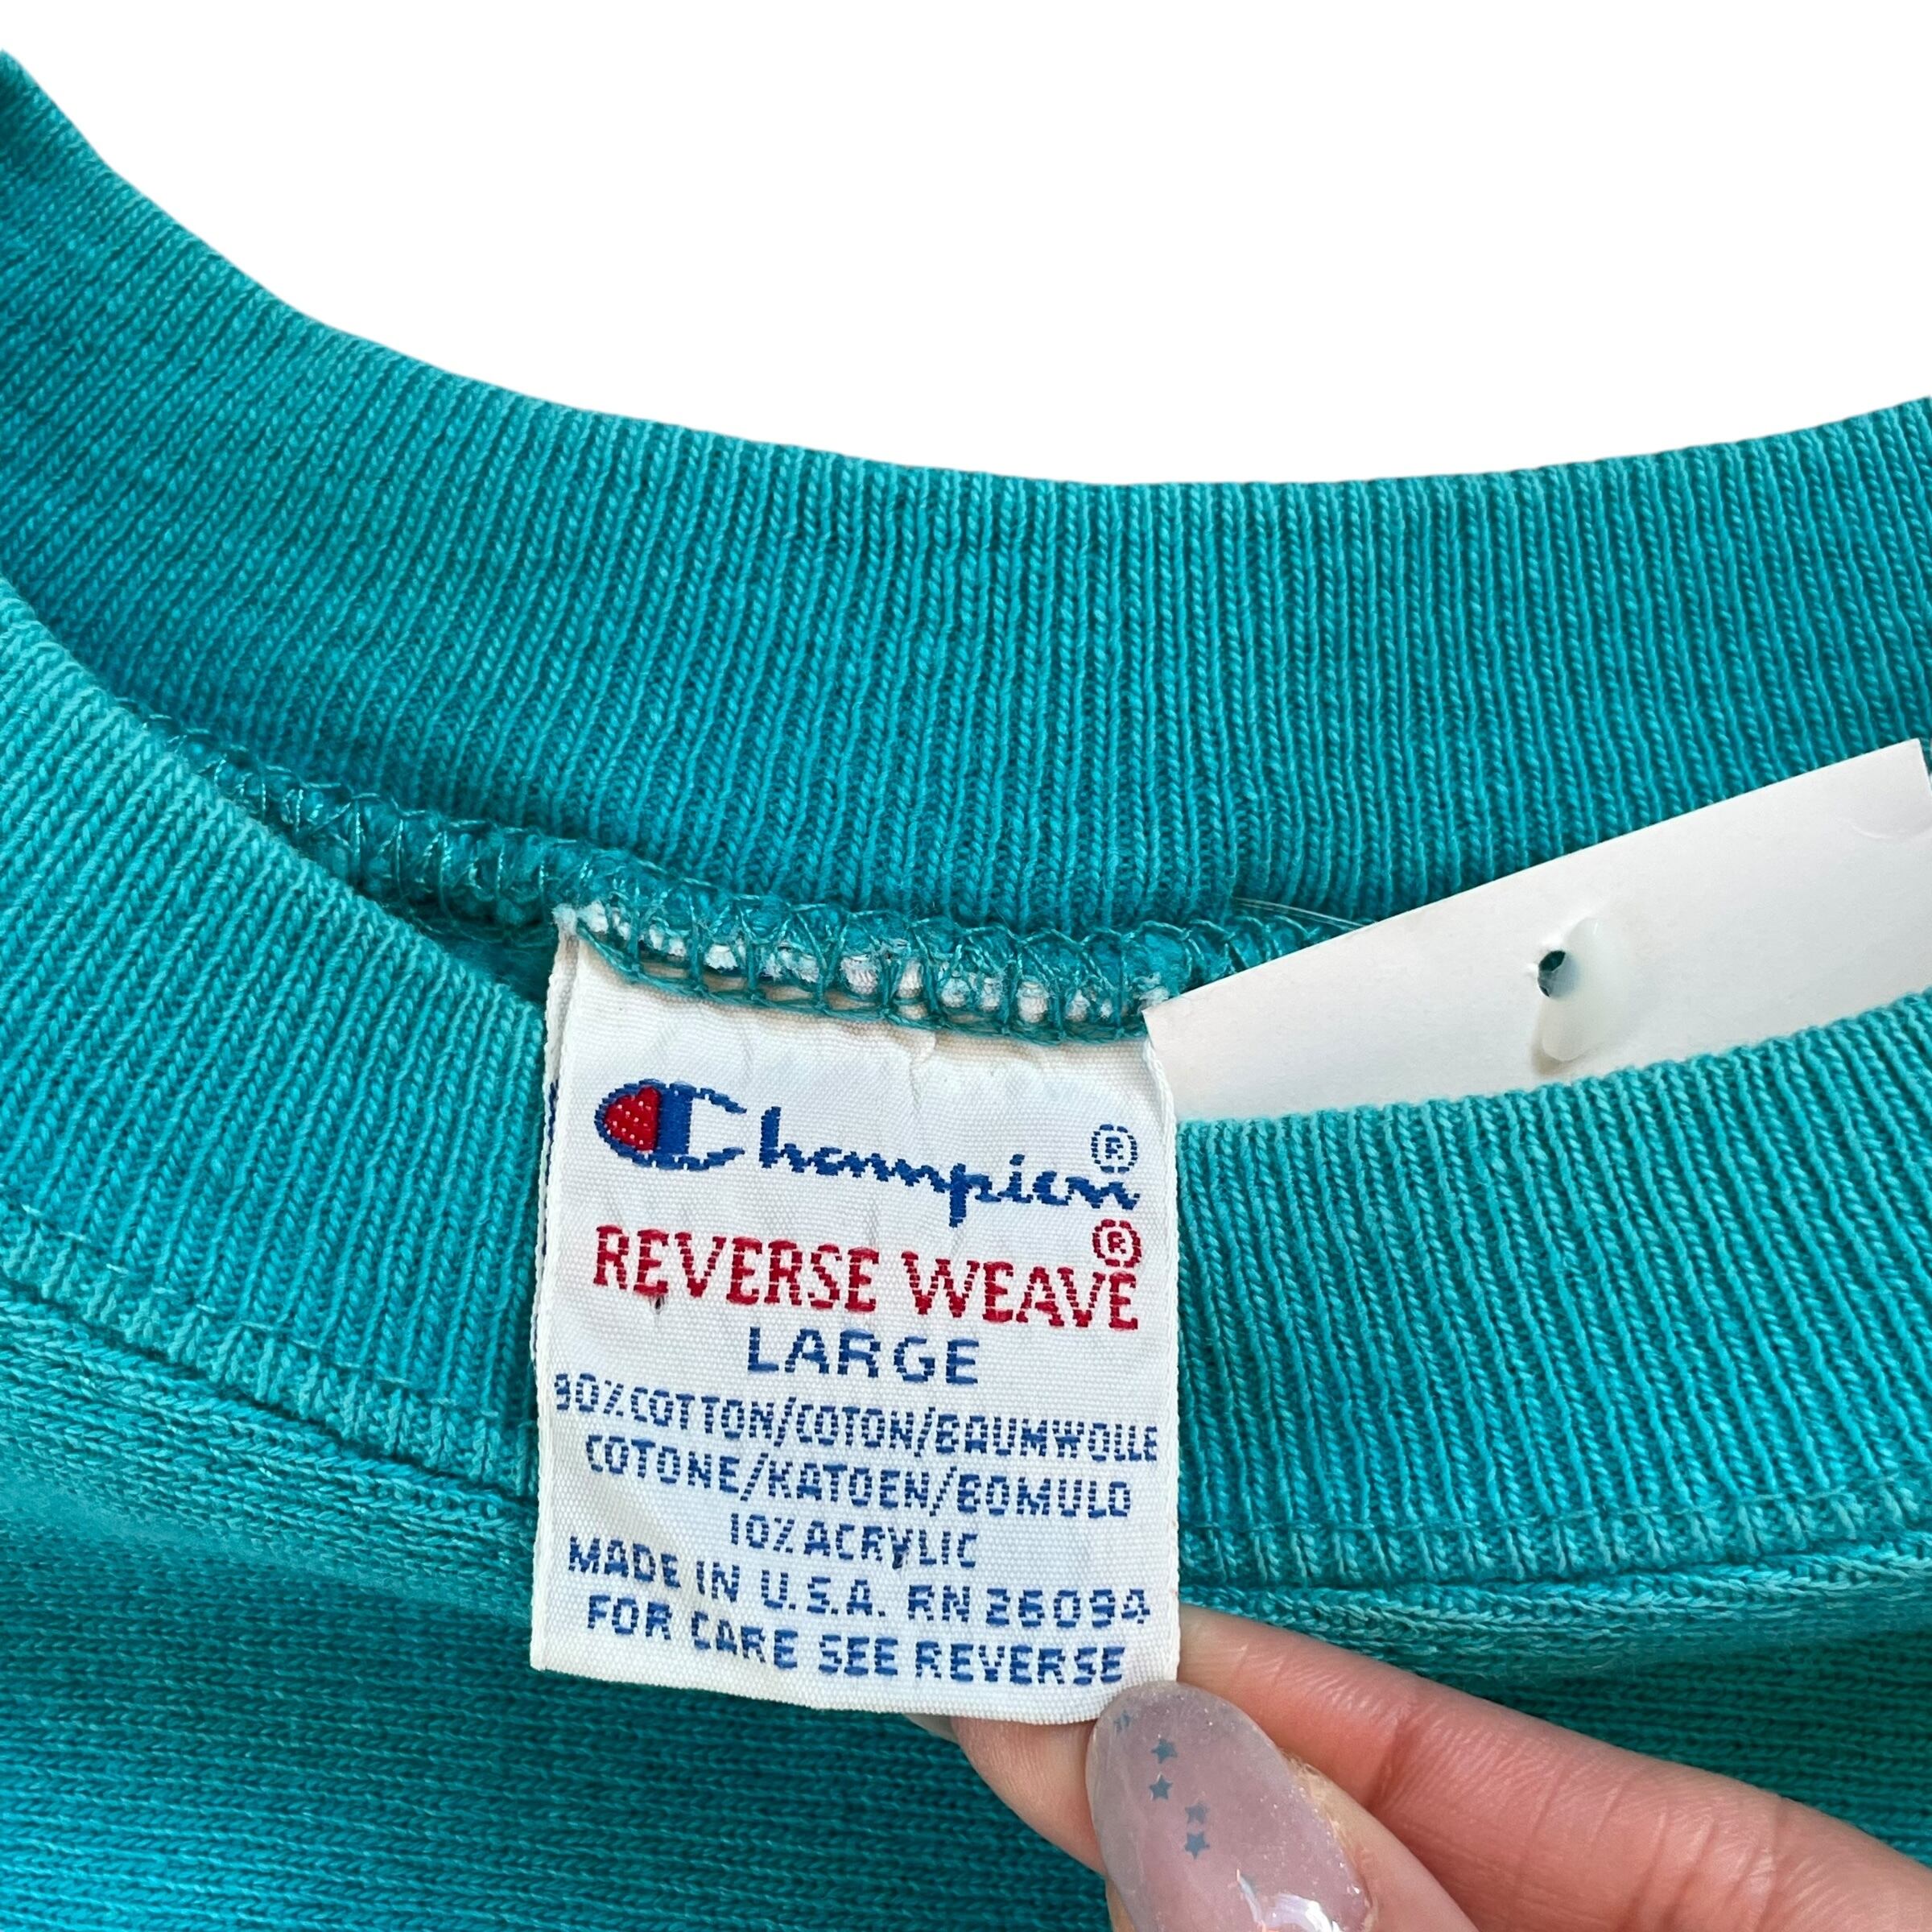 Champion®
REVERSE WEAVE®
LARGE
90% COTTON/COTON/BAUMWOLLE
COTONE/KATOEN/BOMULD
10% ACRYLIC
MADE IN U.S.A. RN 26094
FOR CARE SEE REVERSE